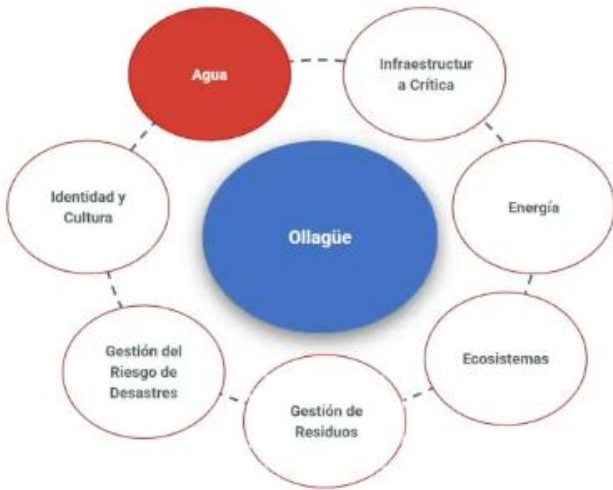 Agua
Infraestructur
a Crítica
Identidad y
Cultura
Energía
Ollagüe
Gestión del
Riesgo de
Desastres
Ecosistemas
Gestión de
Residuos